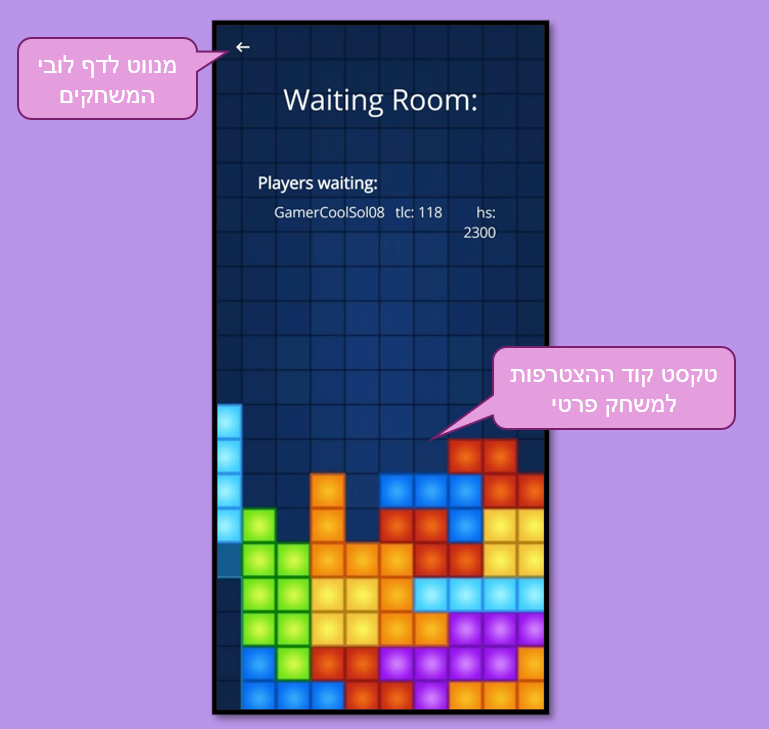 מנווט לדף לובי
המשחקים
Waiting Room:
Players waiting:
GamerCoolSol08 tlc: 118 hs:
2300
טקסט קוד ההצטרפות
למשחק פרטי